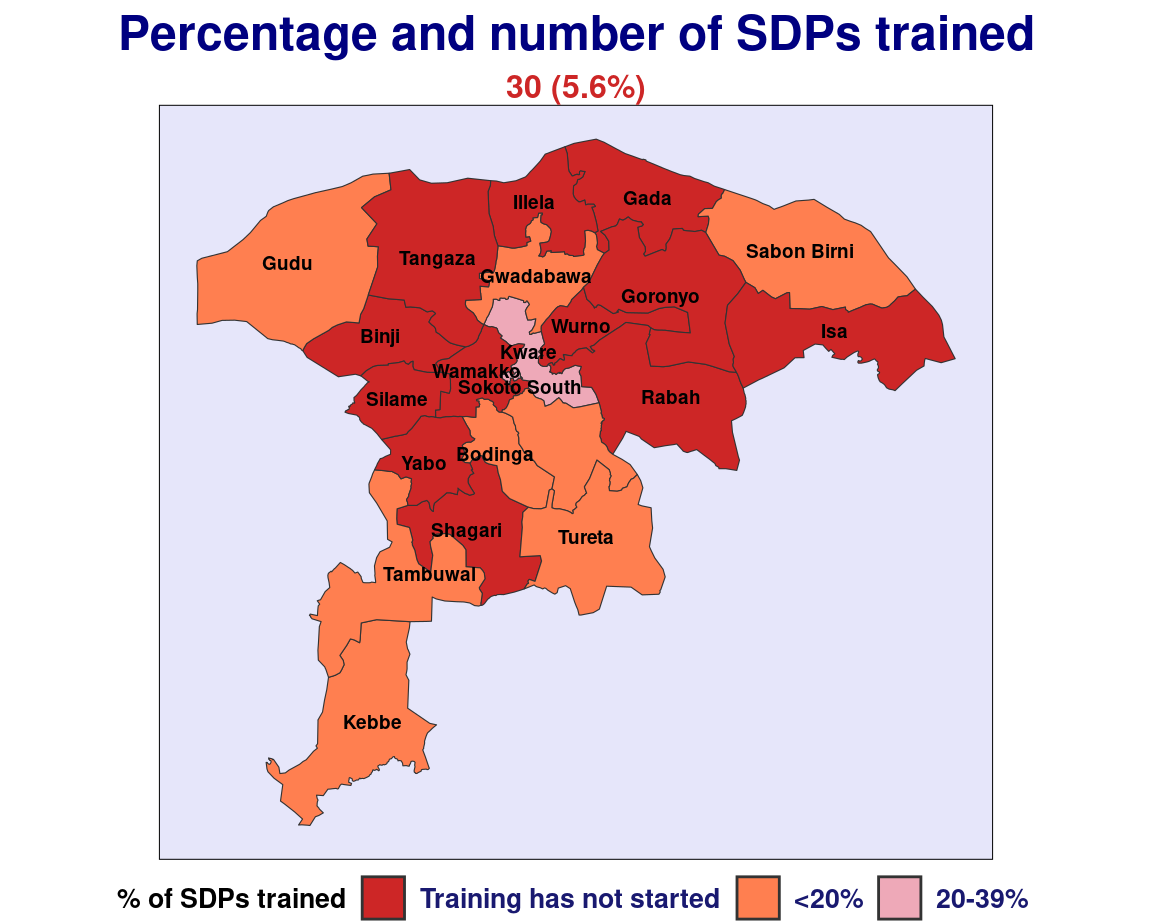 Percentage and number of SDPs trained
30 (5.6%)
Illela
Gada
Sabon Birni
Tangaza
Gudu
Gwadabawa
Goronyo
Wurno
Isa
Binji
Kware
Wamakko
Sokoto South
Silame
Rabah
Bodinga
Yabo
Shagari
Tureta
Tambuwal
Kebbe
% of SDPs trained
Training has not started
<20%
20-39%